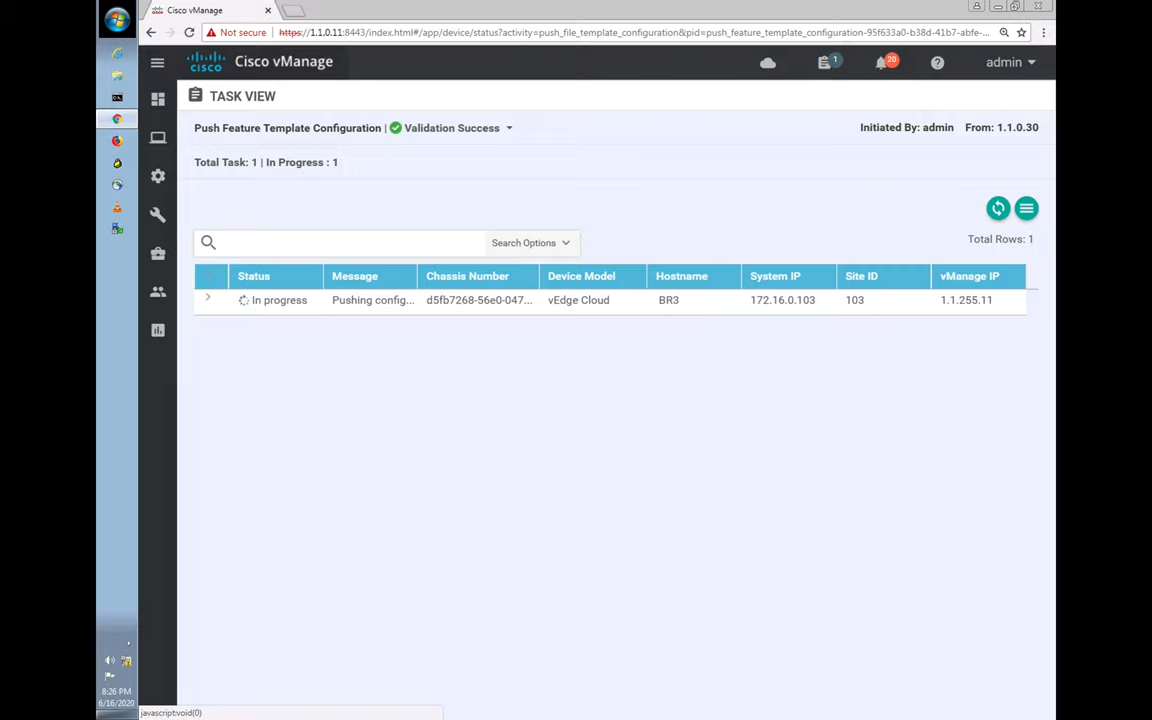 Cisco vManage
Not secure | https://1.1.0.11:8443/index.html#/app/device/status?activity=push_file_template_configuration&pid=push_feature_template_configuration-95f633a0-b38d-41b7-abfe-...
CISCO Cisco vManage 1 20 admin
TASK VIEW
Push Feature Template Configuration | Validation Success Initiated By: admin From: 1.1.0.30
Total Task: 1 | In Progress : 1
Search Options
Total Rows: 1
Status Message Chassis Number Device Model Hostname System IP Site ID vManage IP
In progress Pushing config... d5fb7268-56e0-047... vEdge Cloud BR3 172.16.0.103 103 1.1.255.11
8:26 PM
6/16/2020
javascript:void(0)